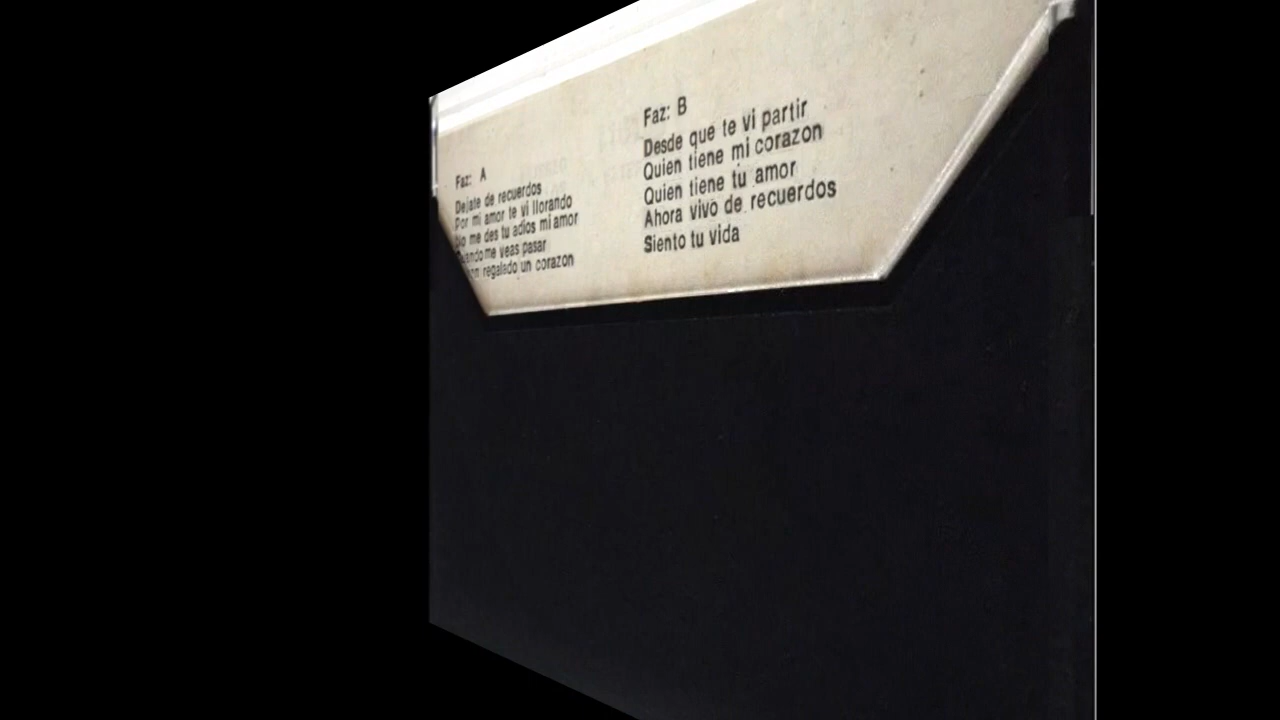 Faz: A
Dejate de recuerdos
Por mi amor te vi llorando
No me des tu adios mi amor
Cuando me veas pasar
regalado un corazon
Faz: B
Desde que te vi partir
Quien tiene mi corazon
Quien tiene tu amor
Ahora vivo de recuerdos
Siento tu vida